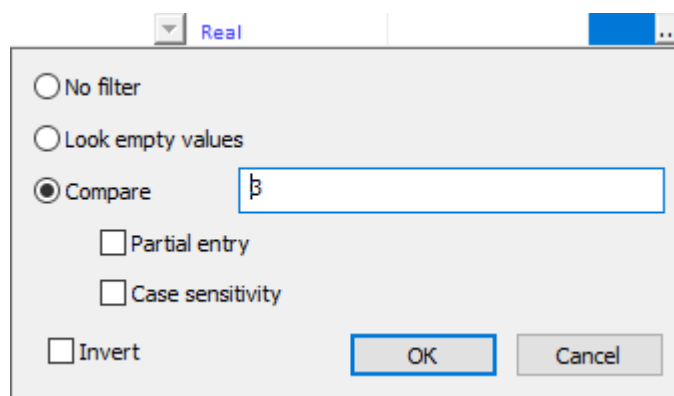 Real
..
No filter
Look empty values
Compare 3
Partial entry
Case sensitivity
Invert OK Cancel